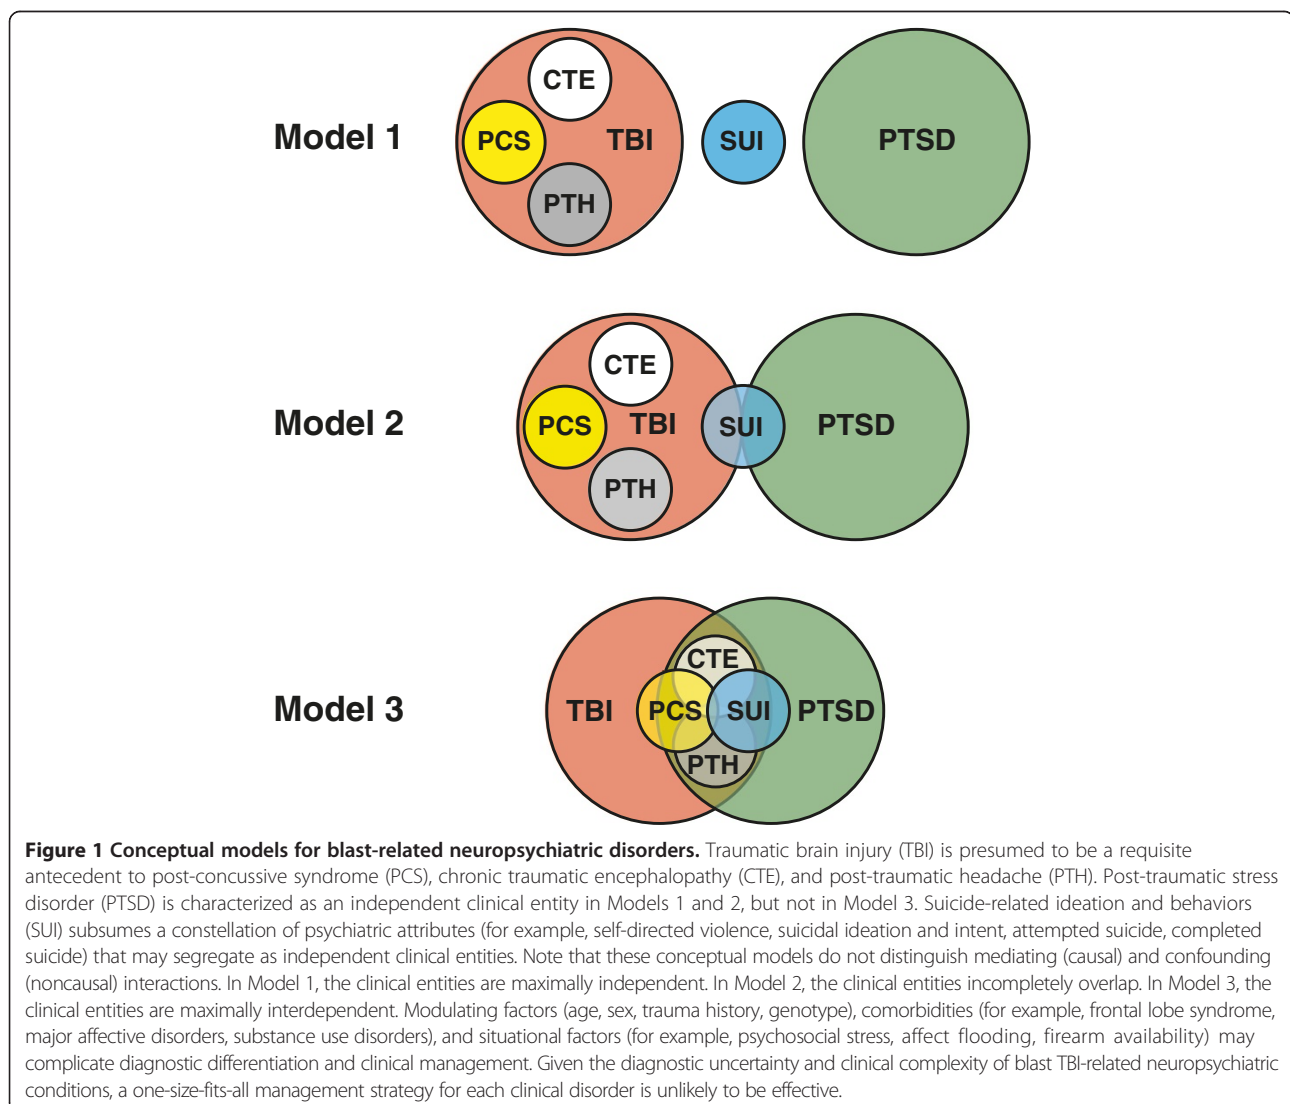 Model 1
CTE
PCS
TBI
PTH
SUI
PTSD
Model 2
CTE
PCS
TBI
PTH
SUI
PTSD
Model 3
TBI
CTE
PCS
SUI
PTH
PTSD
Figure 1 Conceptual models for blast-related neuropsychiatric disorders. Traumatic brain injury (TBI) is presumed to be a requisite
antecedent to post-concussive syndrome (PCS), chronic traumatic encephalopathy (CTE), and post-traumatic headache (PTH). Post-traumatic stress
disorder (PTSD) is characterized as an independent clinical entity in Models 1 and 2, but not in Model 3. Suicide-related ideation and behaviors
(SUI) subsumes a constellation of psychiatric attributes (for example, self-directed violence, suicidal ideation and intent, attempted suicide, completed
suicide) that may segregate as independent clinical entities. Note that these conceptual models do not distinguish mediating (causal) and confounding
(noncausal) interactions. In Model 1, the clinical entities are maximally independent. In Model 2, the clinical entities incompletely overlap. In Model 3, the
clinical entities are maximally interdependent. Modulating factors (age, sex, trauma history, genotype), comorbidities (for example, frontal lobe syndrome,
major affective disorders, substance use disorders), and situational factors (for example, psychosocial stress, affect flooding, firearm availability) may
complicate diagnostic differentiation and clinical management. Given the diagnostic uncertainty and clinical complexity of blast TBI-related neuropsychiatric
conditions, a one-size-fits-all management strategy for each clinical disorder is unlikely to be effective.